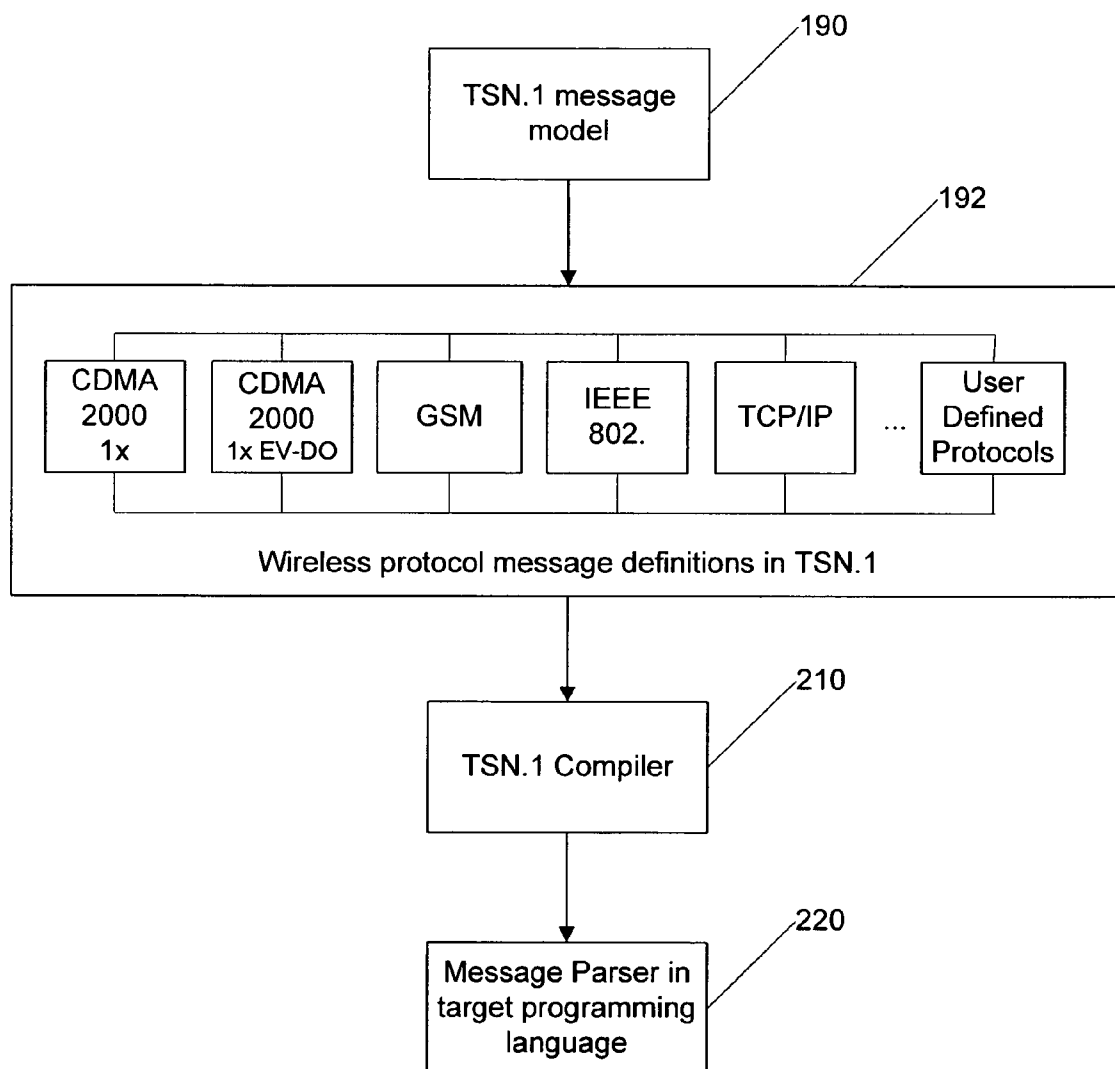 190
TSN.1 message
model
192
CDMA
2000
1x
CDMA
2000
1x EV-DO
GSM
IEEE
802.
TCP/IP
...
User
Defined
Protocols
Wireless protocol message definitions in TSN.1
210
TSN.1 Compiler
220
Message Parser in
target programming
language